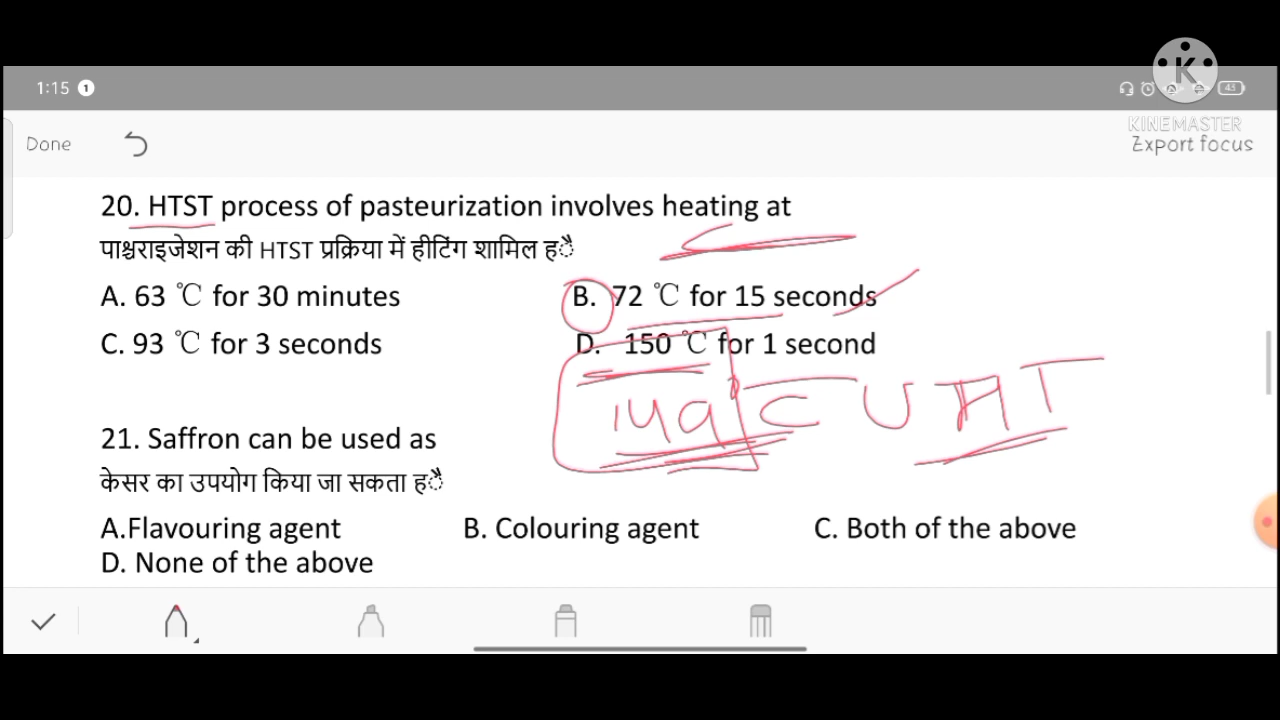 1:15 1
43
K
KINEMASTER
Done
Export focus
20. HTST process of pasteurization involves heating at
पाश्चराइजेशन की HTST प्रक्रिया में हीटिंग शामिल है
A. 63 ℃ for 30 minutes B. 72 ℃ for 15 seconds
C. 93 ℃ for 3 seconds D. 150 ℃ for 1 second
21. Saffron can be used as
केसर का उपयोग किया जा सकता है
A.Flavouring agent B. Colouring agent C. Both of the above
D. None of the above